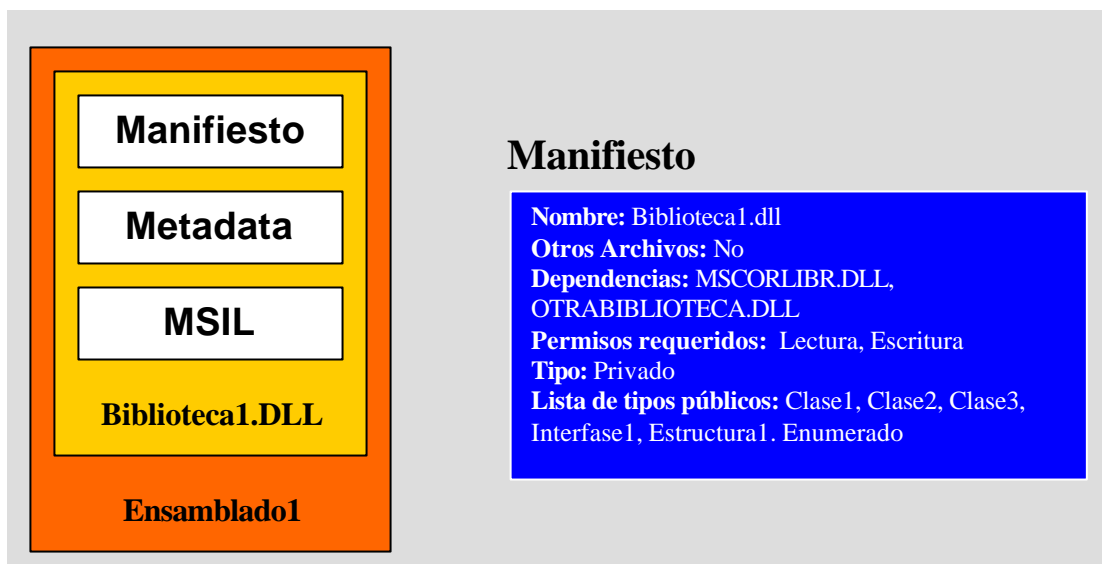 Manifiesto
Metadata
MSIL
Biblioteca1.DLL
Ensamblado1
Manifiesto
Nombre: Biblioteca1.dll
Otros Archivos: No
Dependencias: MSCORLIBR.DLL,
OTRABIBLIOTECA.DLL
Permisos requeridos: Lectura, Escritura
Tipo: Privado
Lista de tipos públicos: Clase1, Clase2, Clase3,
Interfase1, Estructura1. Enumerado